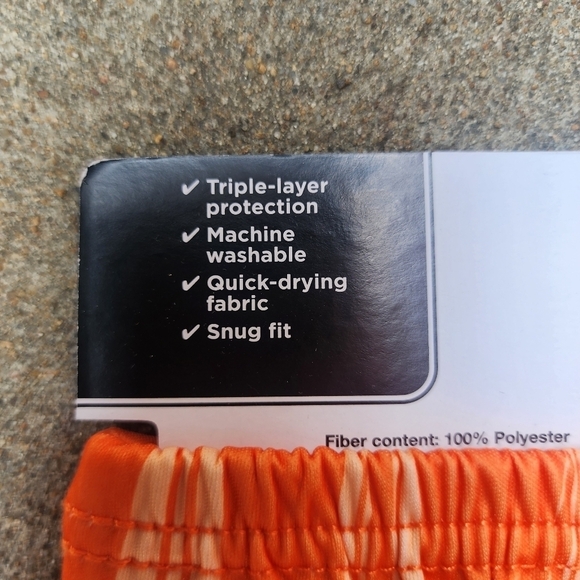 ✔ Triple-layer
protection
✔ Machine
washable
✔ Quick-drying
fabric
✔ Snug fit
Fiber content: 100% Polyester